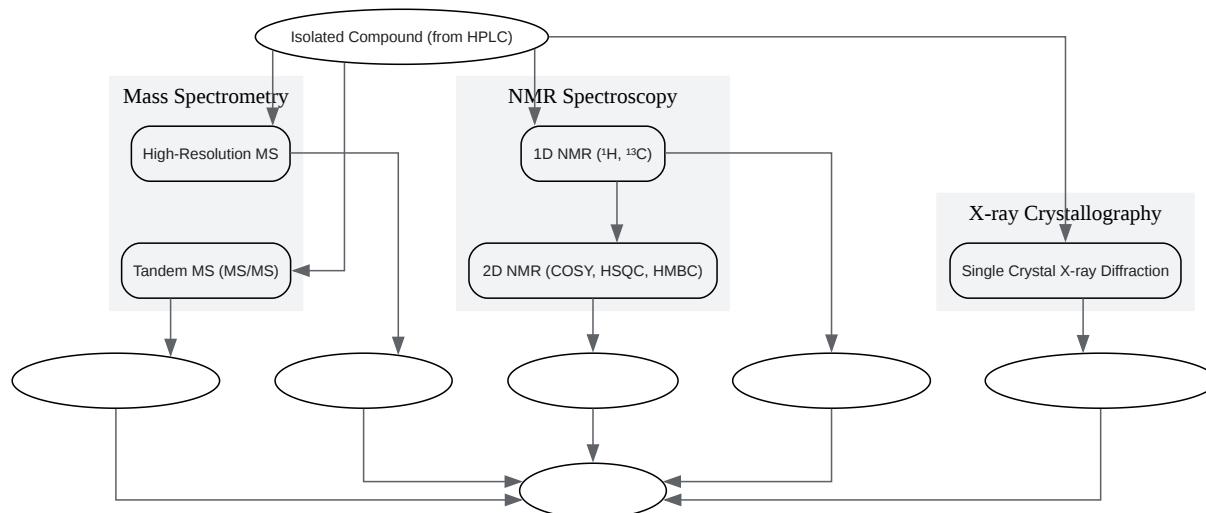 Isolated Compound (from HPLC)
Mass Spectrometry
NMR Spectroscopy
High-Resolution MS
1D NMR (¹H, ¹³C)
X-ray Crystallography
Tandem MS (MS/MS)
2D NMR (COSY, HSQC, HMBC)
Single Crystal X-ray Diffraction